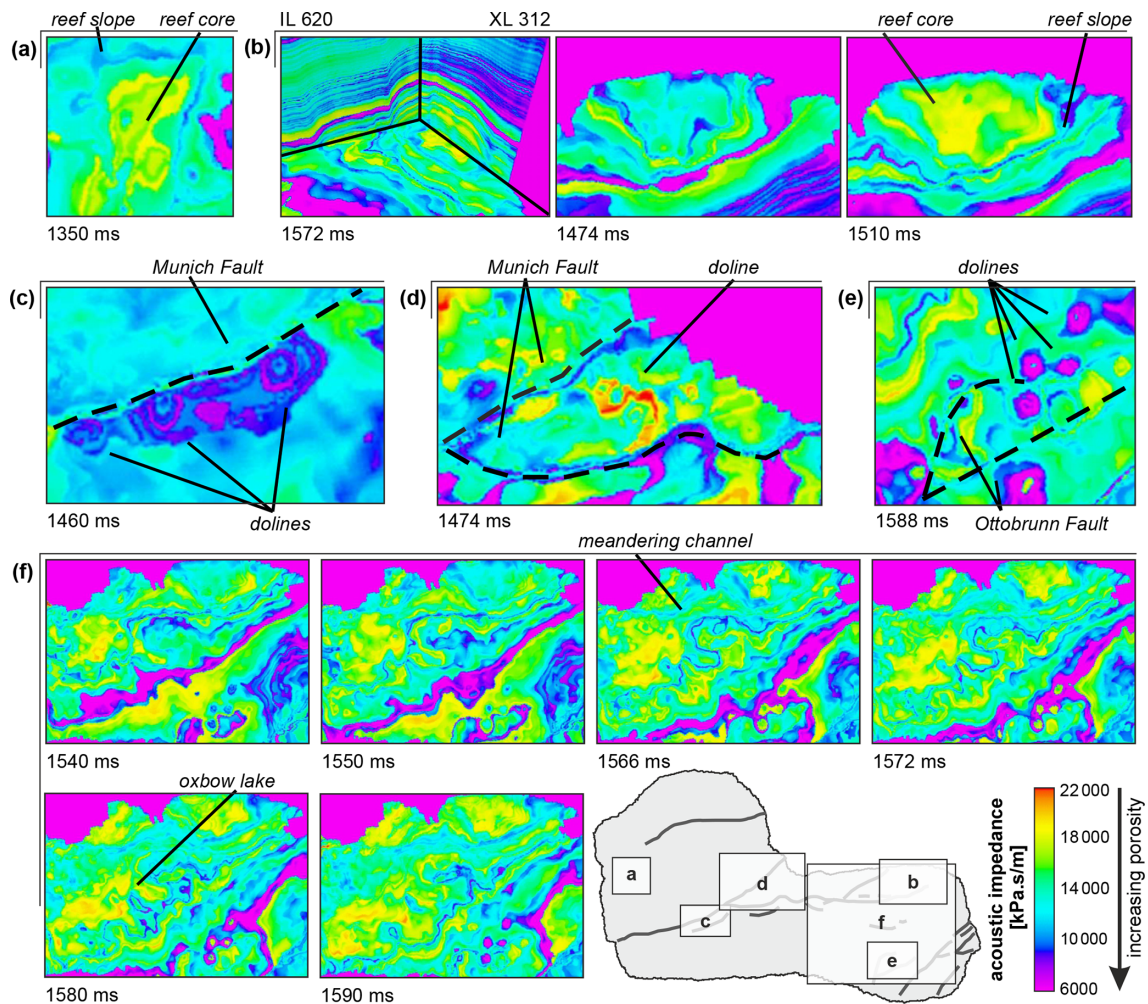 reef slope reef core
IL 620 XL 312
reef core reef slope
(a)
(b)
1350 ms
1572 ms
1474 ms
1510 ms
Munich Fault
Munich Fault doline
dolines
(c)
(d)
(e)
1460 ms
dolines
1474 ms
1588 ms
Ottobrunn Fault
meandering channel
(f)
1540 ms
1550 ms
1566 ms
1572 ms
oxbow lake
1580 ms
1590 ms
a
b
c
d
e
f
acoustic impedance
[kPa.s/m]
22 000
18 000
14 000
10 000
6000
increasing porosity